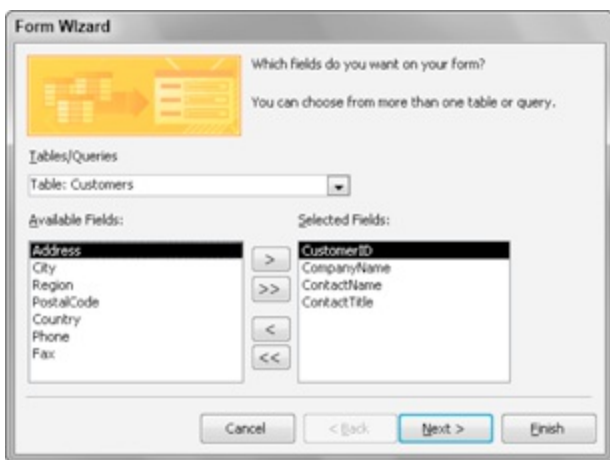 Form Wizard
Which fields do you want on your form?
You can choose from more than one table or query.
Tables/Queries
Table: Customers
Available Fields:
Selected Fields:
Address
City
Region
PostalCode
Country
Phone
Fax
>
>>
<
<<
CustomerID
CompanyName
ContactName
ContactTitle
Cancel
< Back
Next >
Finish